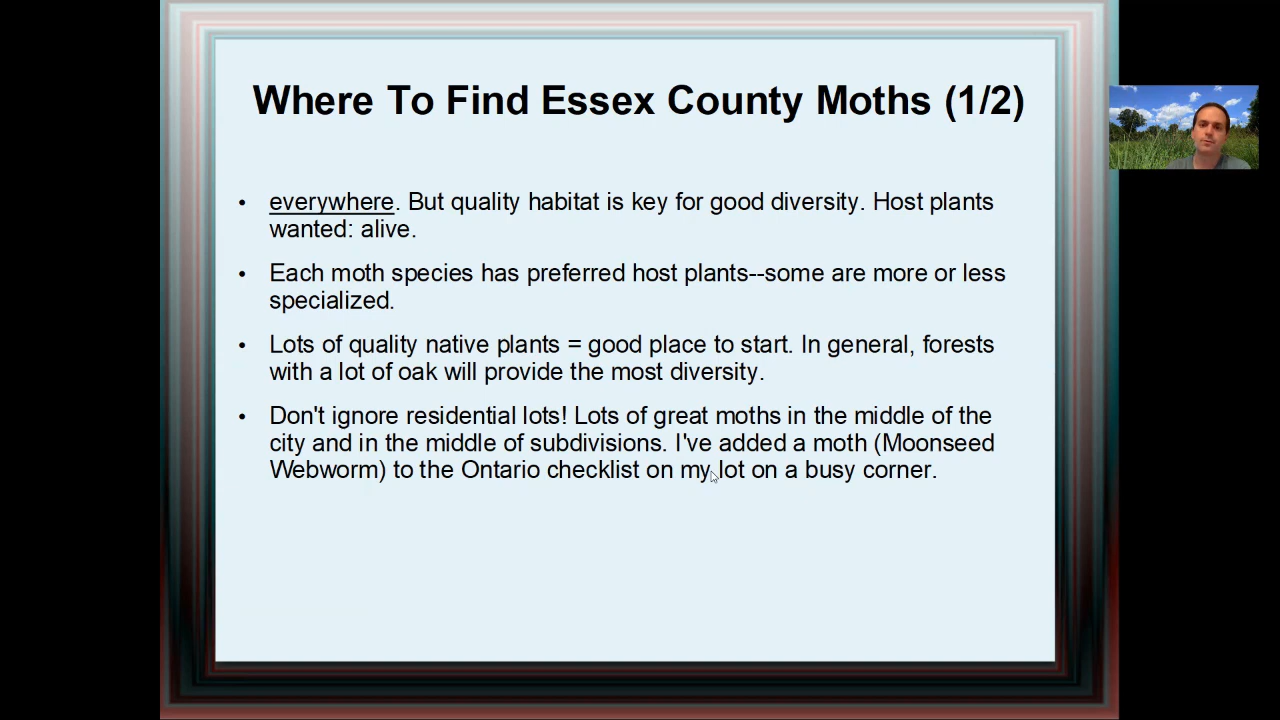 Where To Find Essex County Moths (1/2)
• everywhere. But quality habitat is key for good diversity. Host plants
wanted: alive.
• Each moth species has preferred host plants--some are more or less
specialized.
• Lots of quality native plants = good place to start. In general, forests
with a lot of oak will provide the most diversity.
• Don't ignore residential lots! Lots of great moths in the middle of the
city and in the middle of subdivisions. I've added a moth (Moonseed
Webworm) to the Ontario checklist on my lot on a busy corner.